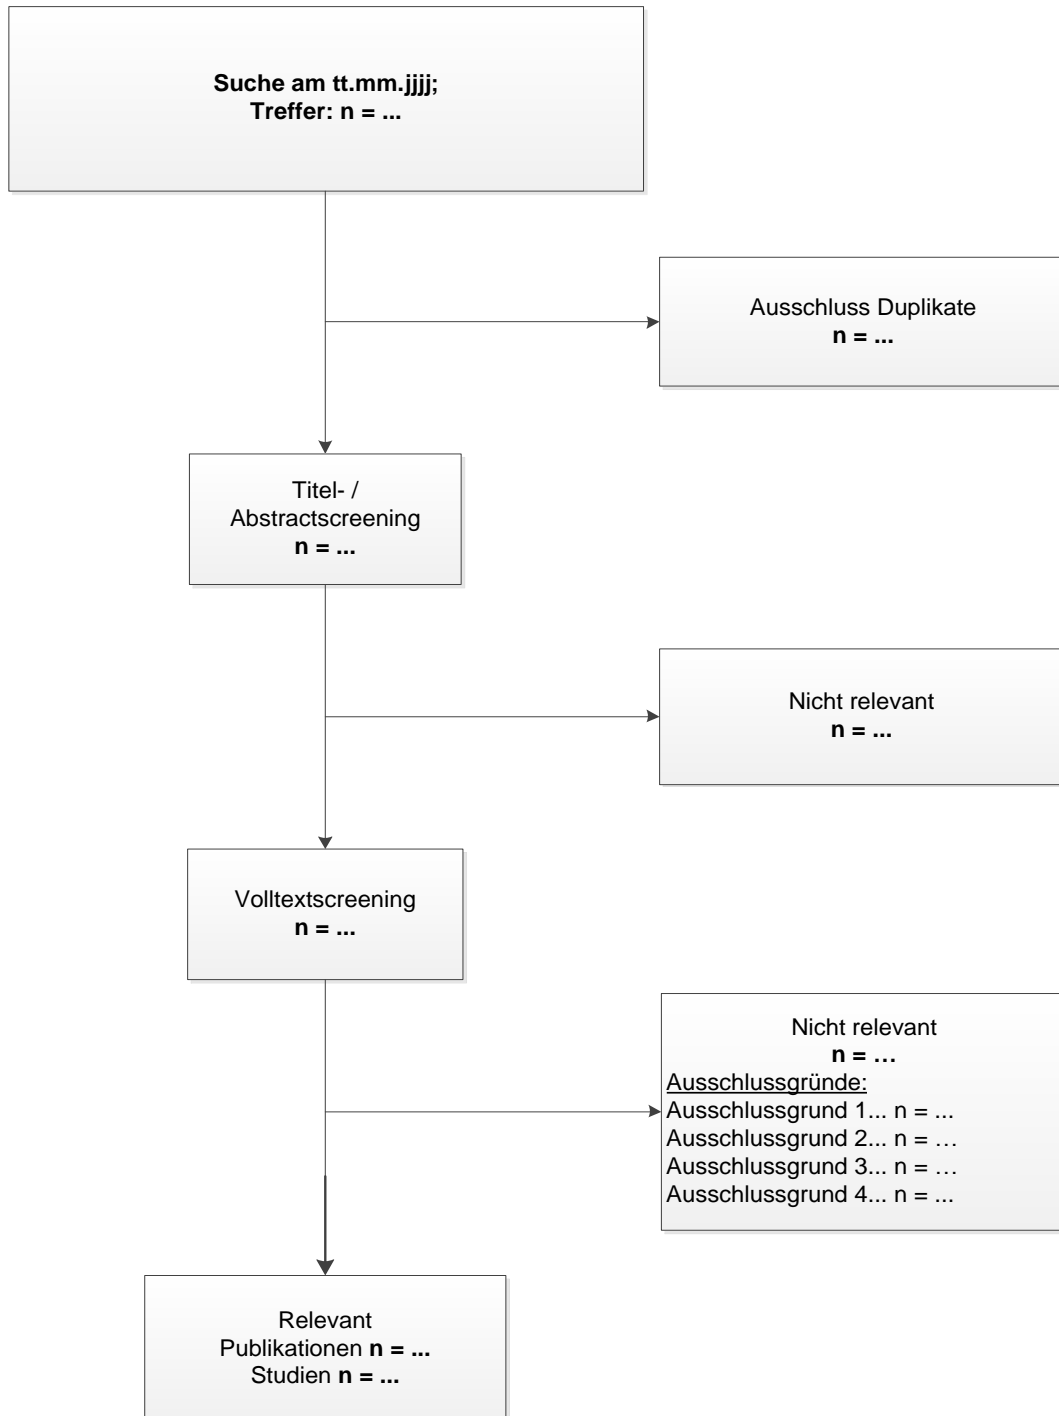 Suche am tt.mm.jjjj;
Treffer: n = ...
Ausschluss Duplikate
n = ...
Titel- /
Abstractscreening
n = ...
Nicht relevant
n = ...
Volltextscreening
n = ...
Nicht relevant
n = …
Ausschlussgründe:
Ausschlussgrund 1... n = ...
Ausschlussgrund 2... n = …
Ausschlussgrund 3... n = …
Ausschlussgrund 4... n = ...
Relevant
Publikationen n = ...
Studien n = ...